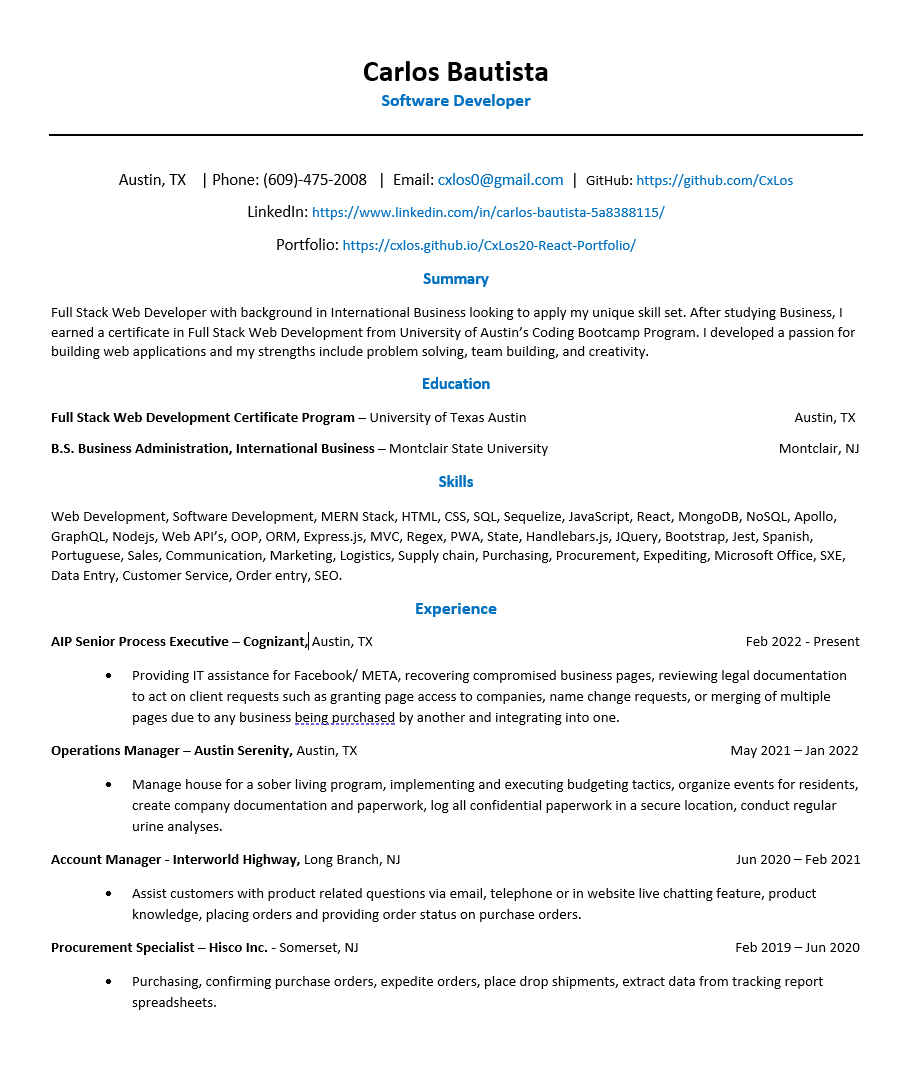 Carlos Bautista
Software Developer
Austin, TX | Phone: (609)-475-2008 | Email: cxlos0@gmail.com | GitHub: https://github.com/CxLos
LinkedIn: https://www.linkedin.com/in/carlos-bautista-5a8388115/
Portfolio: https://cxlos.github.io/CxLos20-React-Portfolio/
Summary
Full Stack Web Developer with background in International Business looking to apply my unique skill set. After studying Business, I
earned a certificate in Full Stack Web Development from University of Austin’s Coding Bootcamp Program. I developed a passion for
building web applications and my strengths include problem solving, team building, and creativity.
Education
Full Stack Web Development Certificate Program – University of Texas Austin Austin, TX
B.S. Business Administration, International Business – Montclair State University Montclair, NJ
Skills
Web Development, Software Development, MERN Stack, HTML, CSS, SQL, Sequelize, JavaScript, React, MongoDB, NoSQL, Apollo,
GraphQL, Nodejs, Web API’s, OOP, ORM, Express.js, MVC, Regex, PWA, State, Handlebars.js, JQuery, Bootstrap, Jest, Spanish,
Portuguese, Sales, Communication, Marketing, Logistics, Supply chain, Purchasing, Procurement, Expediting, Microsoft Office, SXE,
Data Entry, Customer Service, Order entry, SEO.
Experience
AIP Senior Process Executive – Cognizant, Austin, TX Feb 2022 - Present
• Providing IT assistance for Facebook/ META, recovering compromised business pages, reviewing legal documentation
to act on client requests such as granting page access to companies, name change requests, or merging of multiple
pages due to any business being purchased by another and integrating into one.
Operations Manager – Austin Serenity, Austin, TX May 2021 – Jan 2022
• Manage house for a sober living program, implementing and executing budgeting tactics, organize events for residents,
create company documentation and paperwork, log all confidential paperwork in a secure location, conduct regular
urine analyses.
Account Manager - Interworld Highway, Long Branch, NJ Jun 2020 – Feb 2021
• Assist customers with product related questions via email, telephone or in website live chatting feature, product
knowledge, placing orders and providing order status on purchase orders.
Procurement Specialist – Hisco Inc. - Somerset, NJ Feb 2019 – Jun 2020
• Purchasing, confirming purchase orders, expedite orders, place drop shipments, extract data from tracking report
spreadsheets.